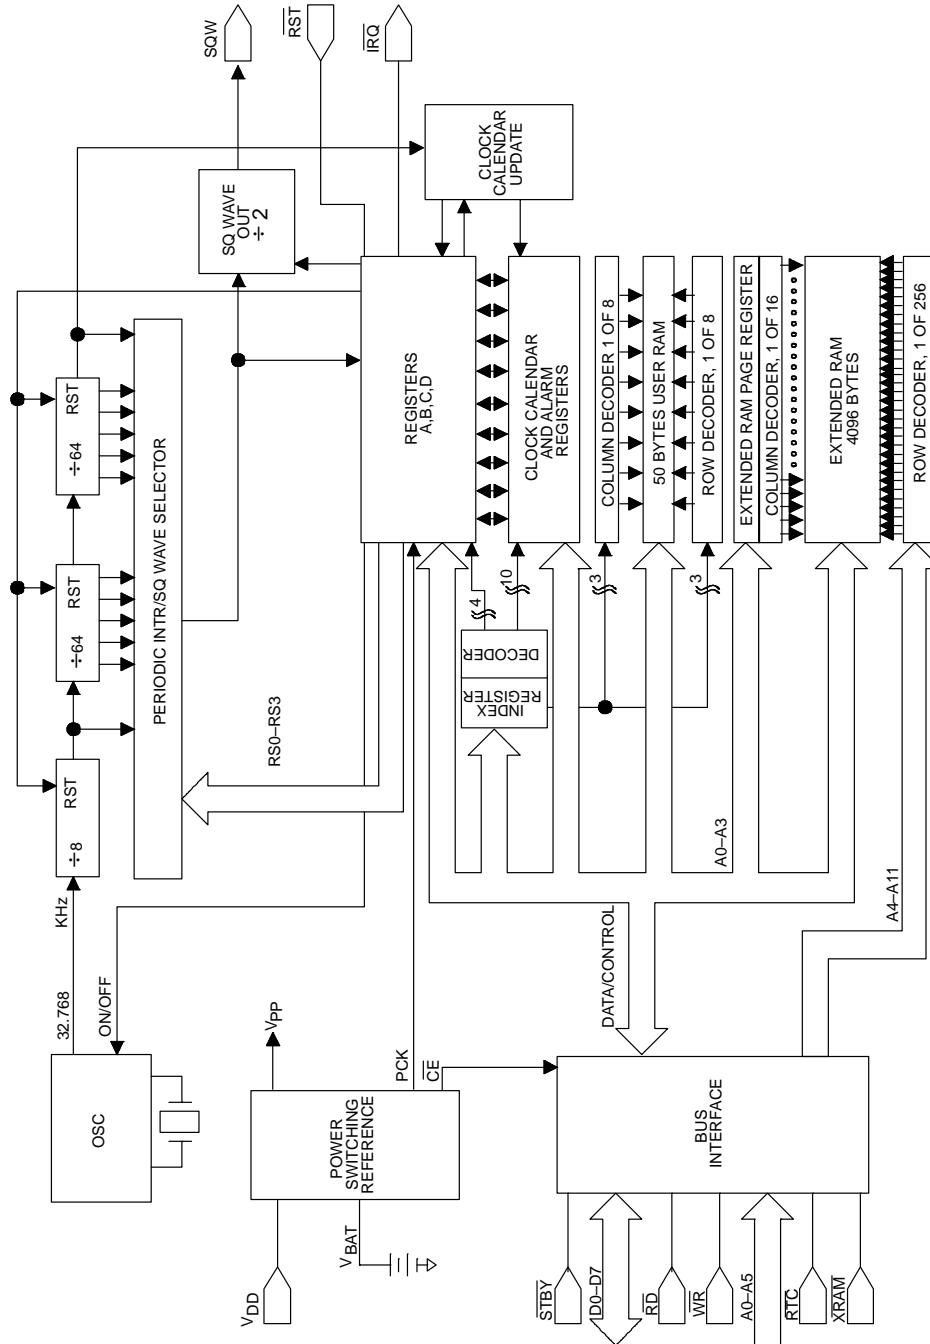 OSC
32.768
KHz
ON/OFF
÷8
RST
÷64
RST
÷64
RST
PERIODIC INTR/SQ WAVE SELECTOR
SQ WAVE
OUT
÷2
SQW
RST
IRQ
RS0–RS3
CLOCK
CALENDAR
UPDATE
VDD
VBAT
POWER
SWITCHING
REFERENCE
VPP
PCK
CE
REGISTERS
A,B,C,D
CLOCK CALENDAR
AND ALARM
REGISTERS
4
10
INDEX
REGISTER
DECODER
3
3
COLUMN DECODER 1 OF 8
50 BYTES USER RAM
ROW DECODER, 1 OF 8
EXTENDED RAM PAGE REGISTER
COLUMN DECODER, 1 OF 16
EXTENDED RAM
4096 BYTES
ROW DECODER, 1 OF 256
DATA/CONTROL
A0–A3
A4–A11
BUS
INTERFACE
STBY
D0–D7
RD
WR
A0–A5
RTC
XRAM